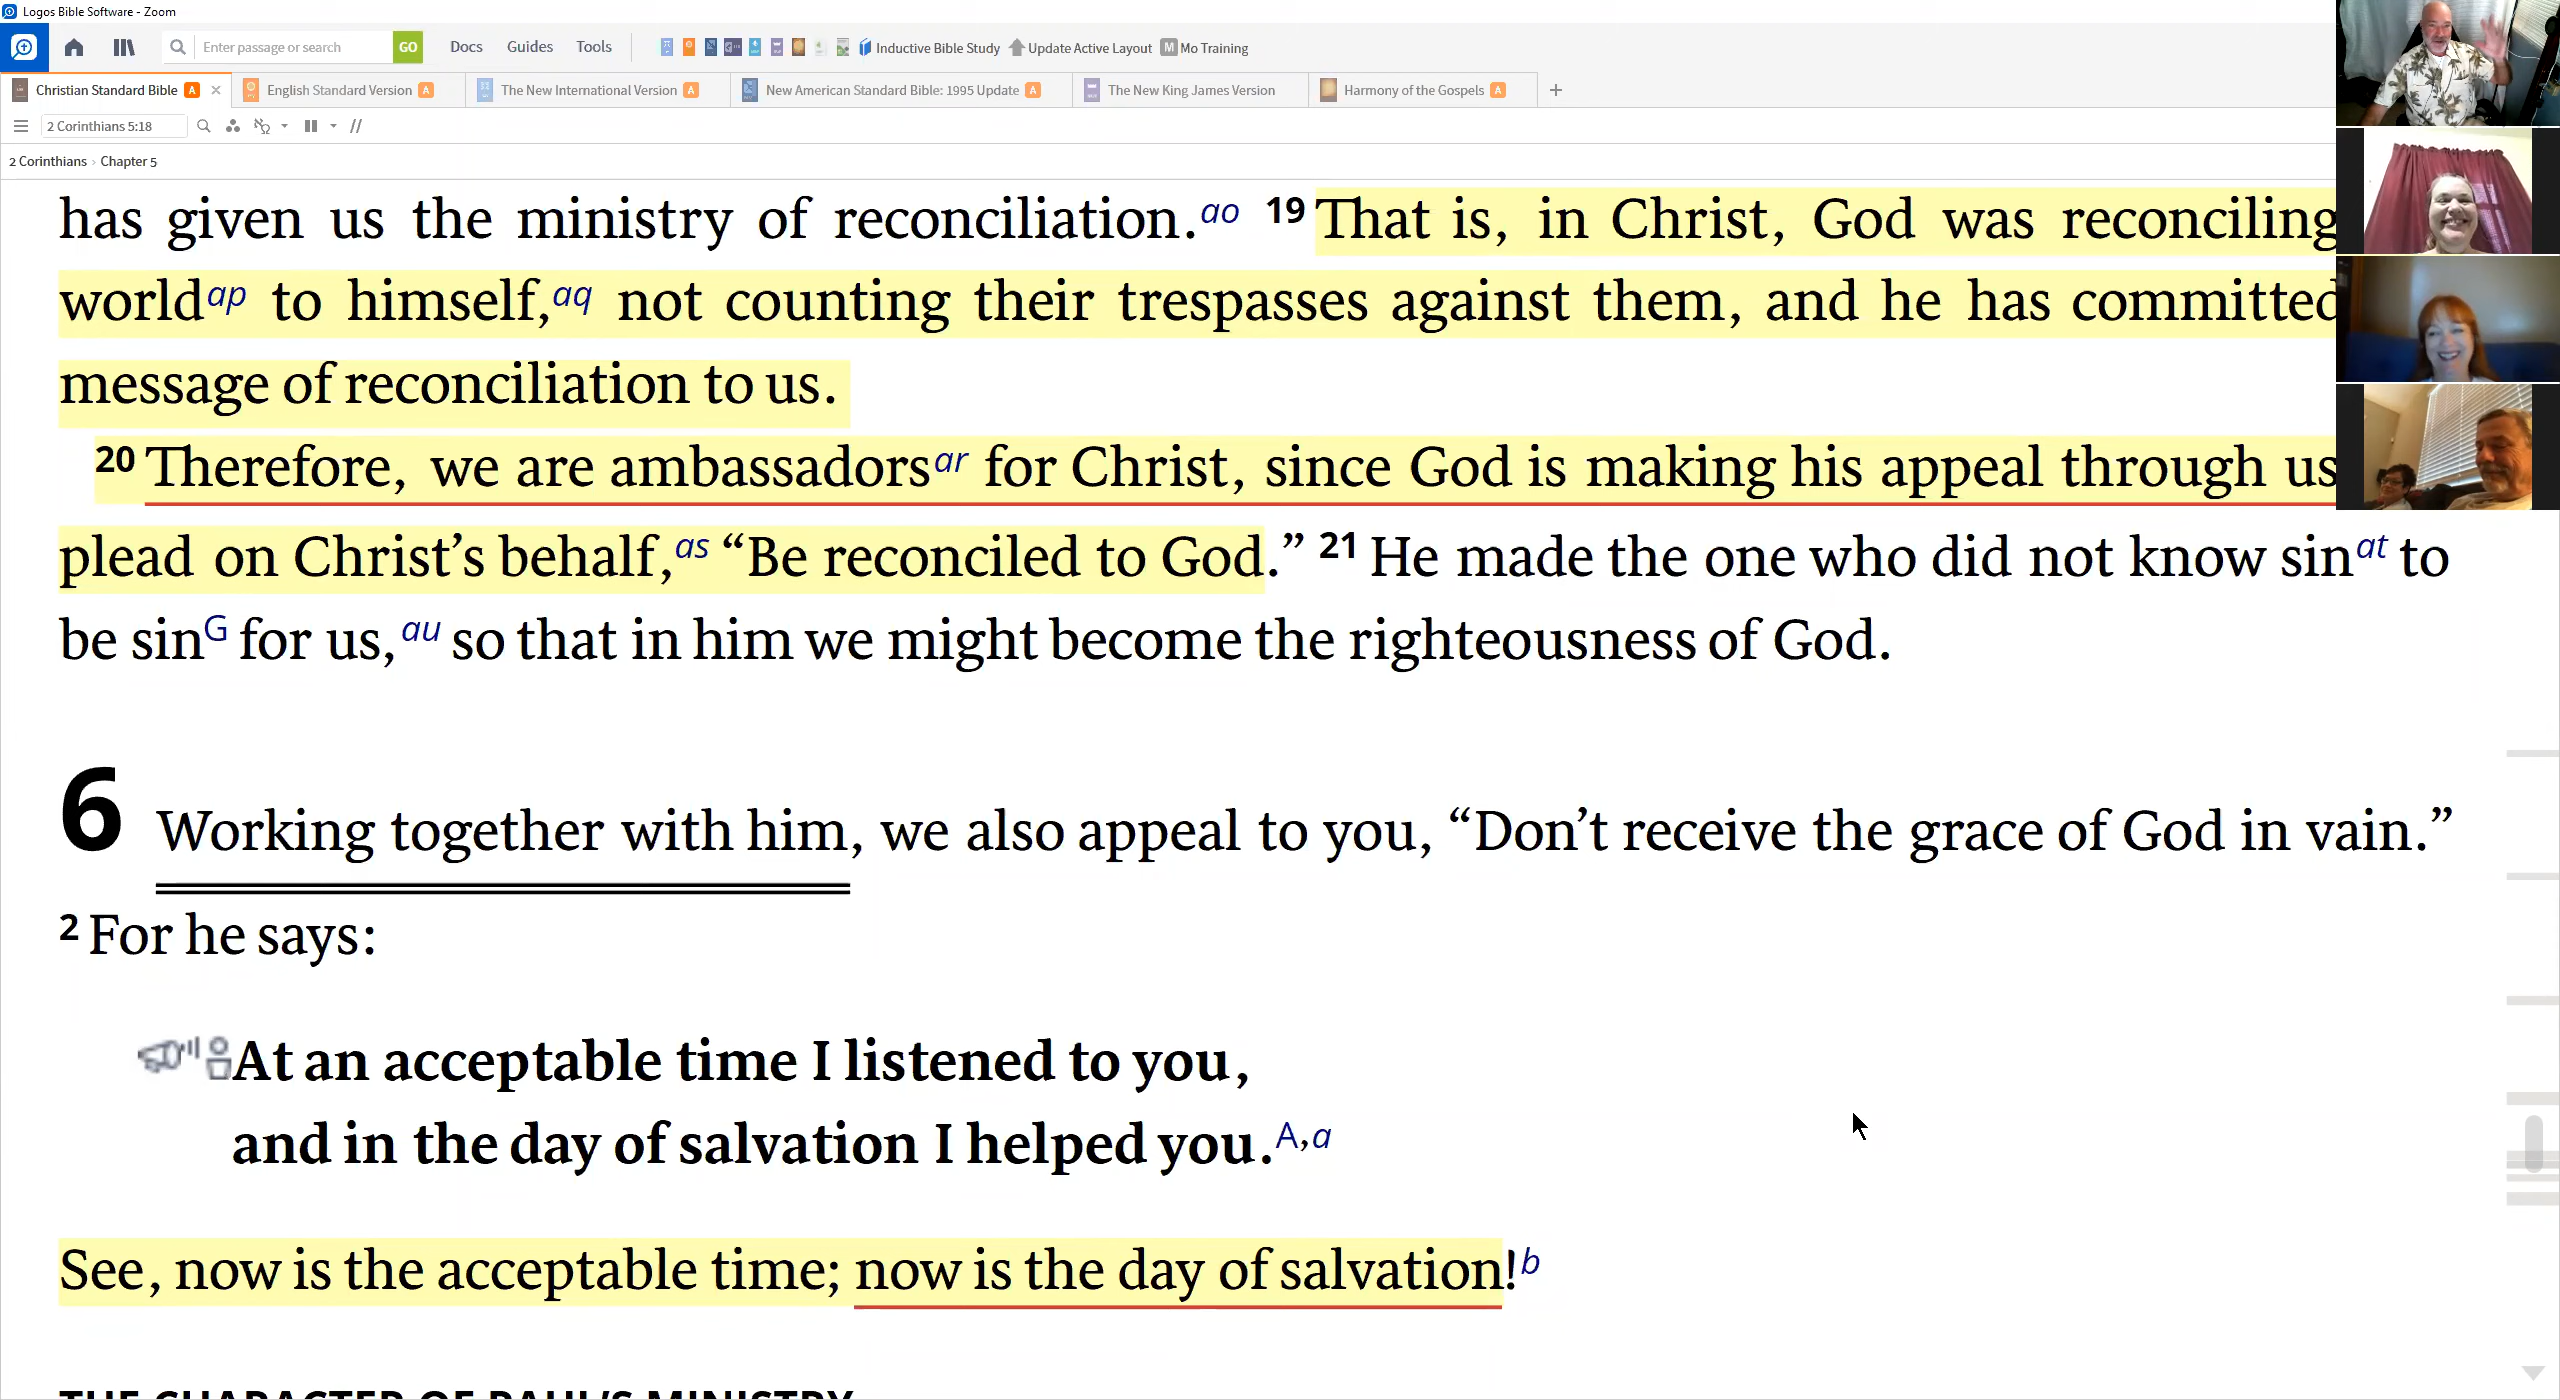 Logos Bible Software - Zoom
Enter passage or search GO Docs Guides Tools Inductive Bible Study Update Active Layout M Mo Training
Christian Standard Bible A English Standard Version A The New International Version A New American Standard Bible: 1995 Update A The New King James Version Harmony of the Gospels A
2 Corinthians 5:18
2 Corinthians › Chapter 5
has given us the ministry of reconciliation.ao 19 That is, in Christ, God was reconciling
worldap to himself,aq not counting their trespasses against them, and he has committed
message of reconciliation to us.
20 Therefore, we are ambassadorsar for Christ, since God is making his appeal through us
plead on Christ’s behalf,as “Be reconciled to God.” 21 He made the one who did not know sinat to
be sinG for us,au so that in him we might become the righteousness of God.
6 Working together with him, we also appeal to you, “Don’t receive the grace of God in vain.”
2 For he says:
At an acceptable time I listened to you,
and in the day of salvation I helped you.A,a
See, now is the acceptable time; now is the day of salvation!b
THE CHARACTER OF PAUL’S MINISTRY